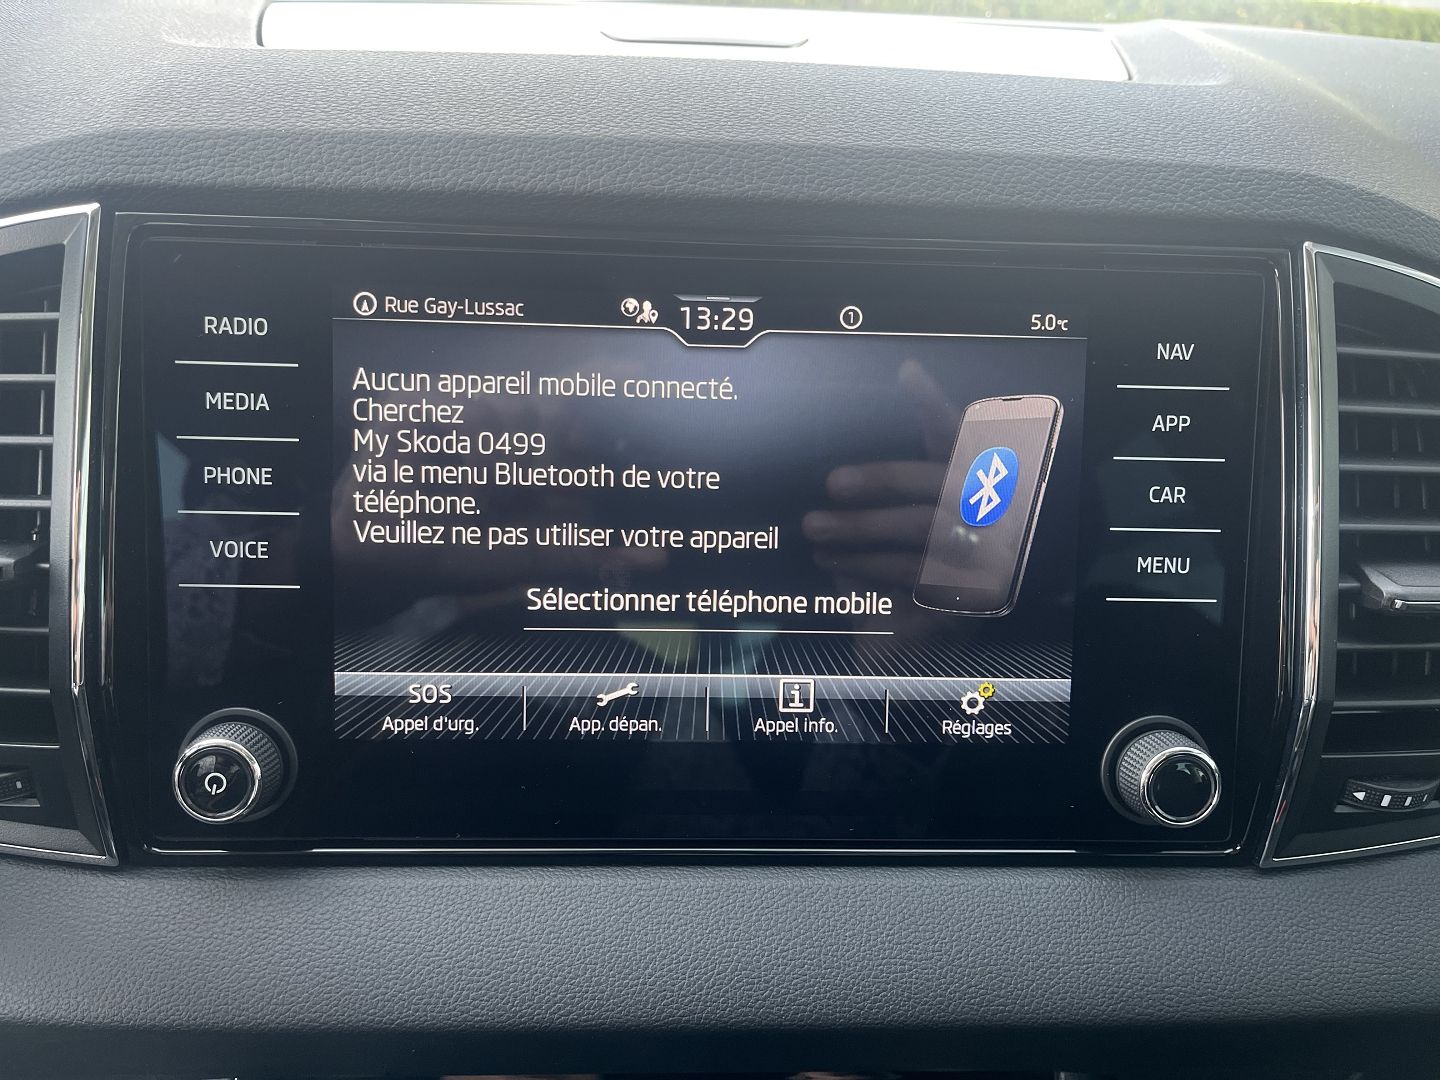 Rue Gay-Lussac
13:29
1
5.0°C
RADIO
MEDIA
PHONE
VOICE
Aucun appareil mobile connecté.
Cherchez
My Skoda 0499
via le menu Bluetooth de votre
téléphone.
Veuillez ne pas utiliser votre appareil
Sélectionner téléphone mobile
NAV
APP
CAR
MENU
SOS
Appel d'urg.
App. dépan.
i
Appel info.
Réglages